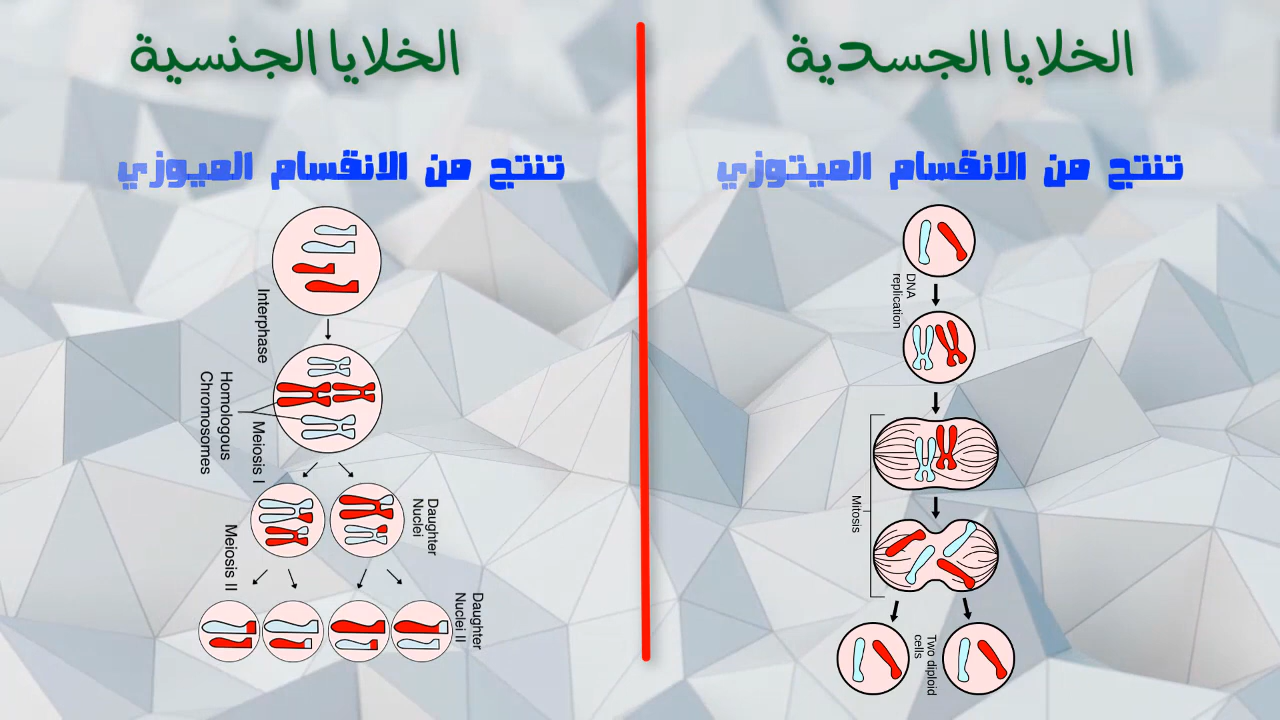 الخلايا الجسدية
تنتج من الانقسام الميتوزي
DNA
replication
Mitosis
Two diploid
cells
الخلايا الجنسية
تنتج من الانقسام الميوزي
Interphase
Homologous
Chromosomes
Meiosis I
Daughter
Nuclei
Meiosis II
Daughter
Nuclei II